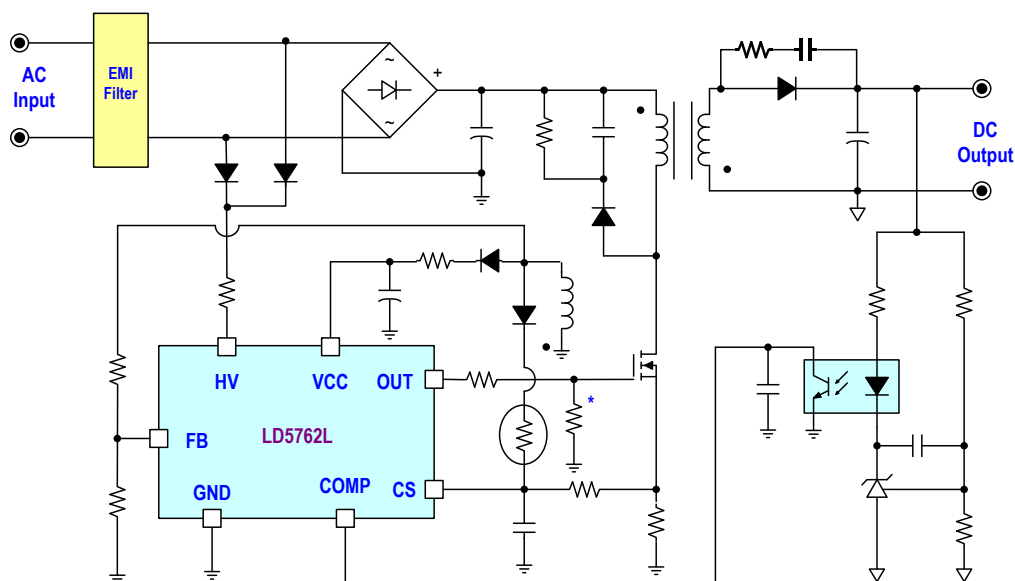 AC
Input
EMI
Filter
~
+
~
DC
Output
HV
VCC
OUT
*
FB
LD5762L
GND
COMP
CS